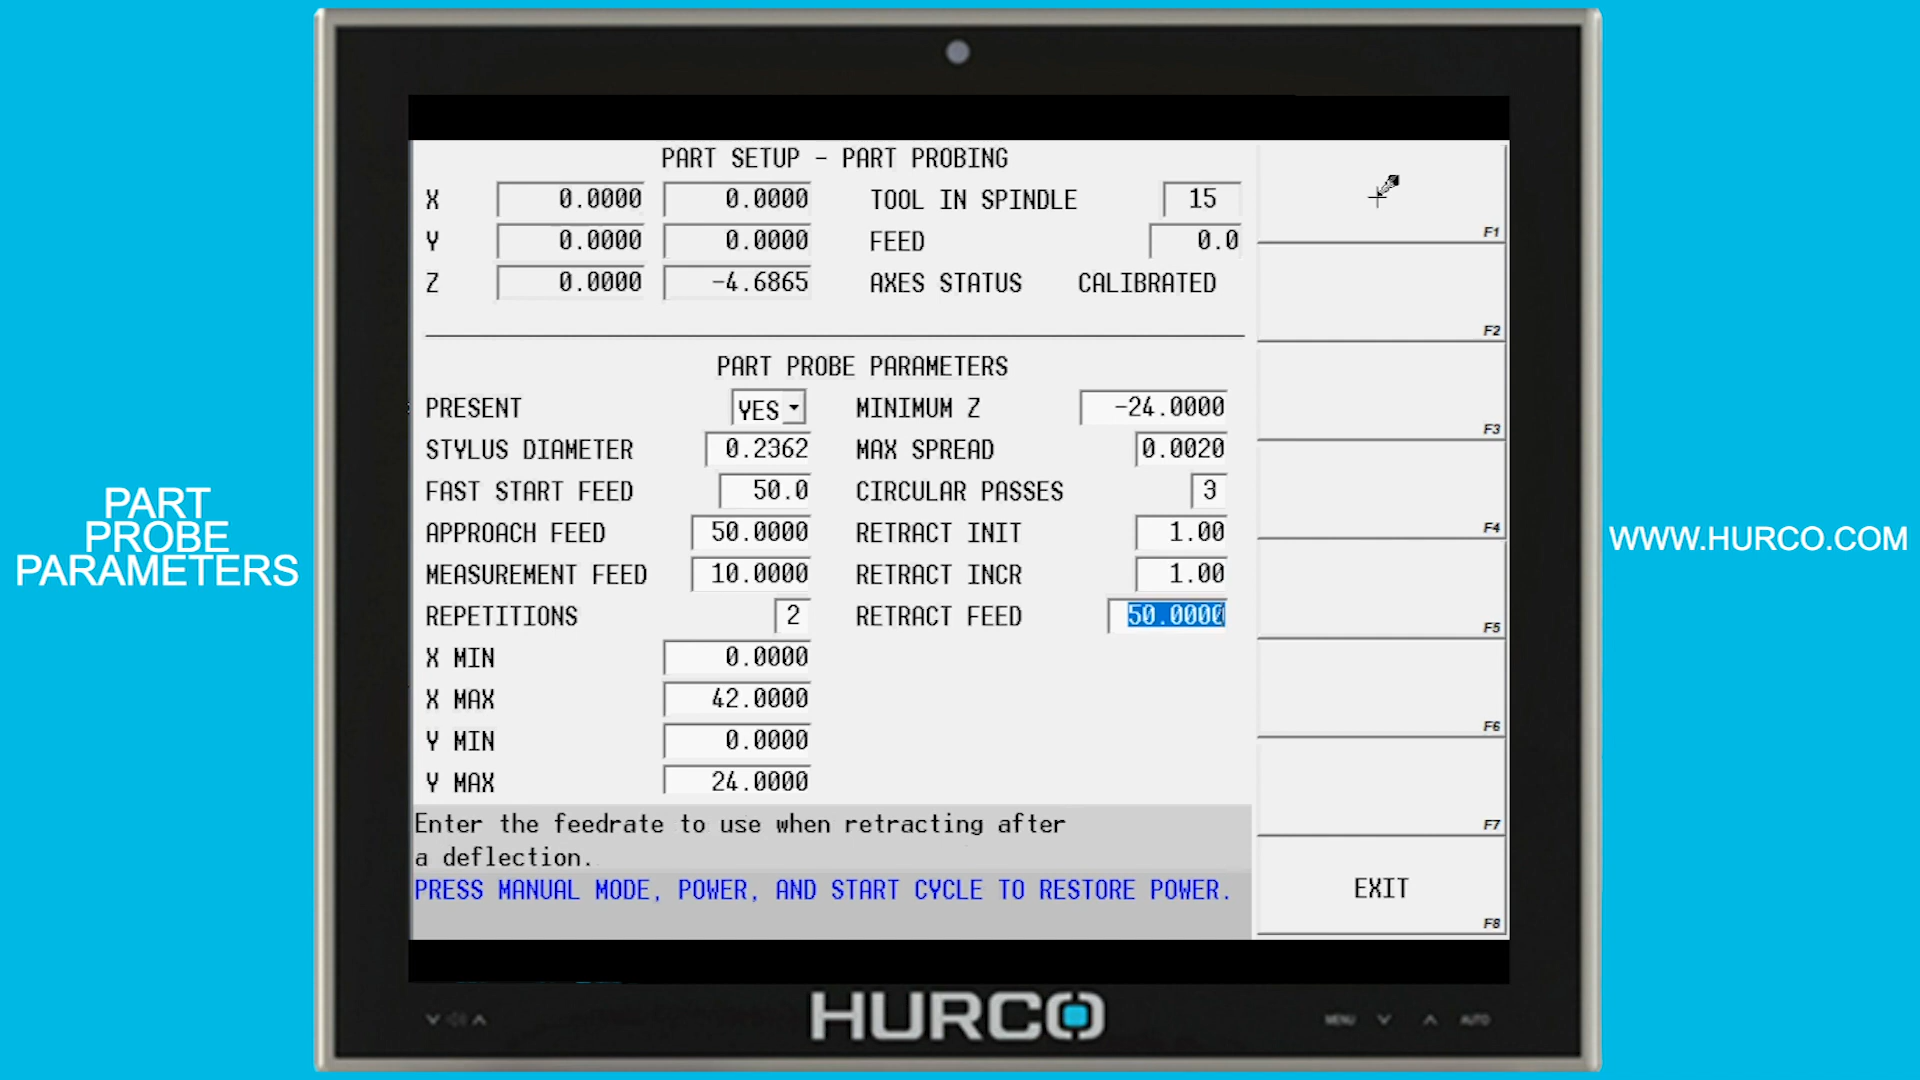 PART SETUP - PART PROBING
X 0.0000 0.0000 TOOL IN SPINDLE 15
Y 0.0000 0.0000 FEED 0.0
Z 0.0000 -4.6865 AXES STATUS CALIBRATED
PART PROBE PARAMETERS
PRESENT YES MINIMUM Z -24.0000
STYLUS DIAMETER 0.2362 MAX SPREAD 0.0020
FAST START FEED 50.0 CIRCULAR PASSES 3
APPROACH FEED 50.0000 RETRACT INIT 1.00
MEASUREMENT FEED 10.0000 RETRACT INCR 1.00
REPETITIONS 2 RETRACT FEED 50.0000
X MIN 0.0000
X MAX 42.0000
Y MIN 0.0000
Y MAX 24.0000
Enter the feedrate to use when retracting after
a deflection.
PRESS MANUAL MODE, POWER, AND START CYCLE TO RESTORE POWER.
F1
F2
F3
F4
F5
F6
F7
EXIT
F8
PART
PROBE
PARAMETERS
WWW.HURCO.COM
HURCO
MENU
AUTO